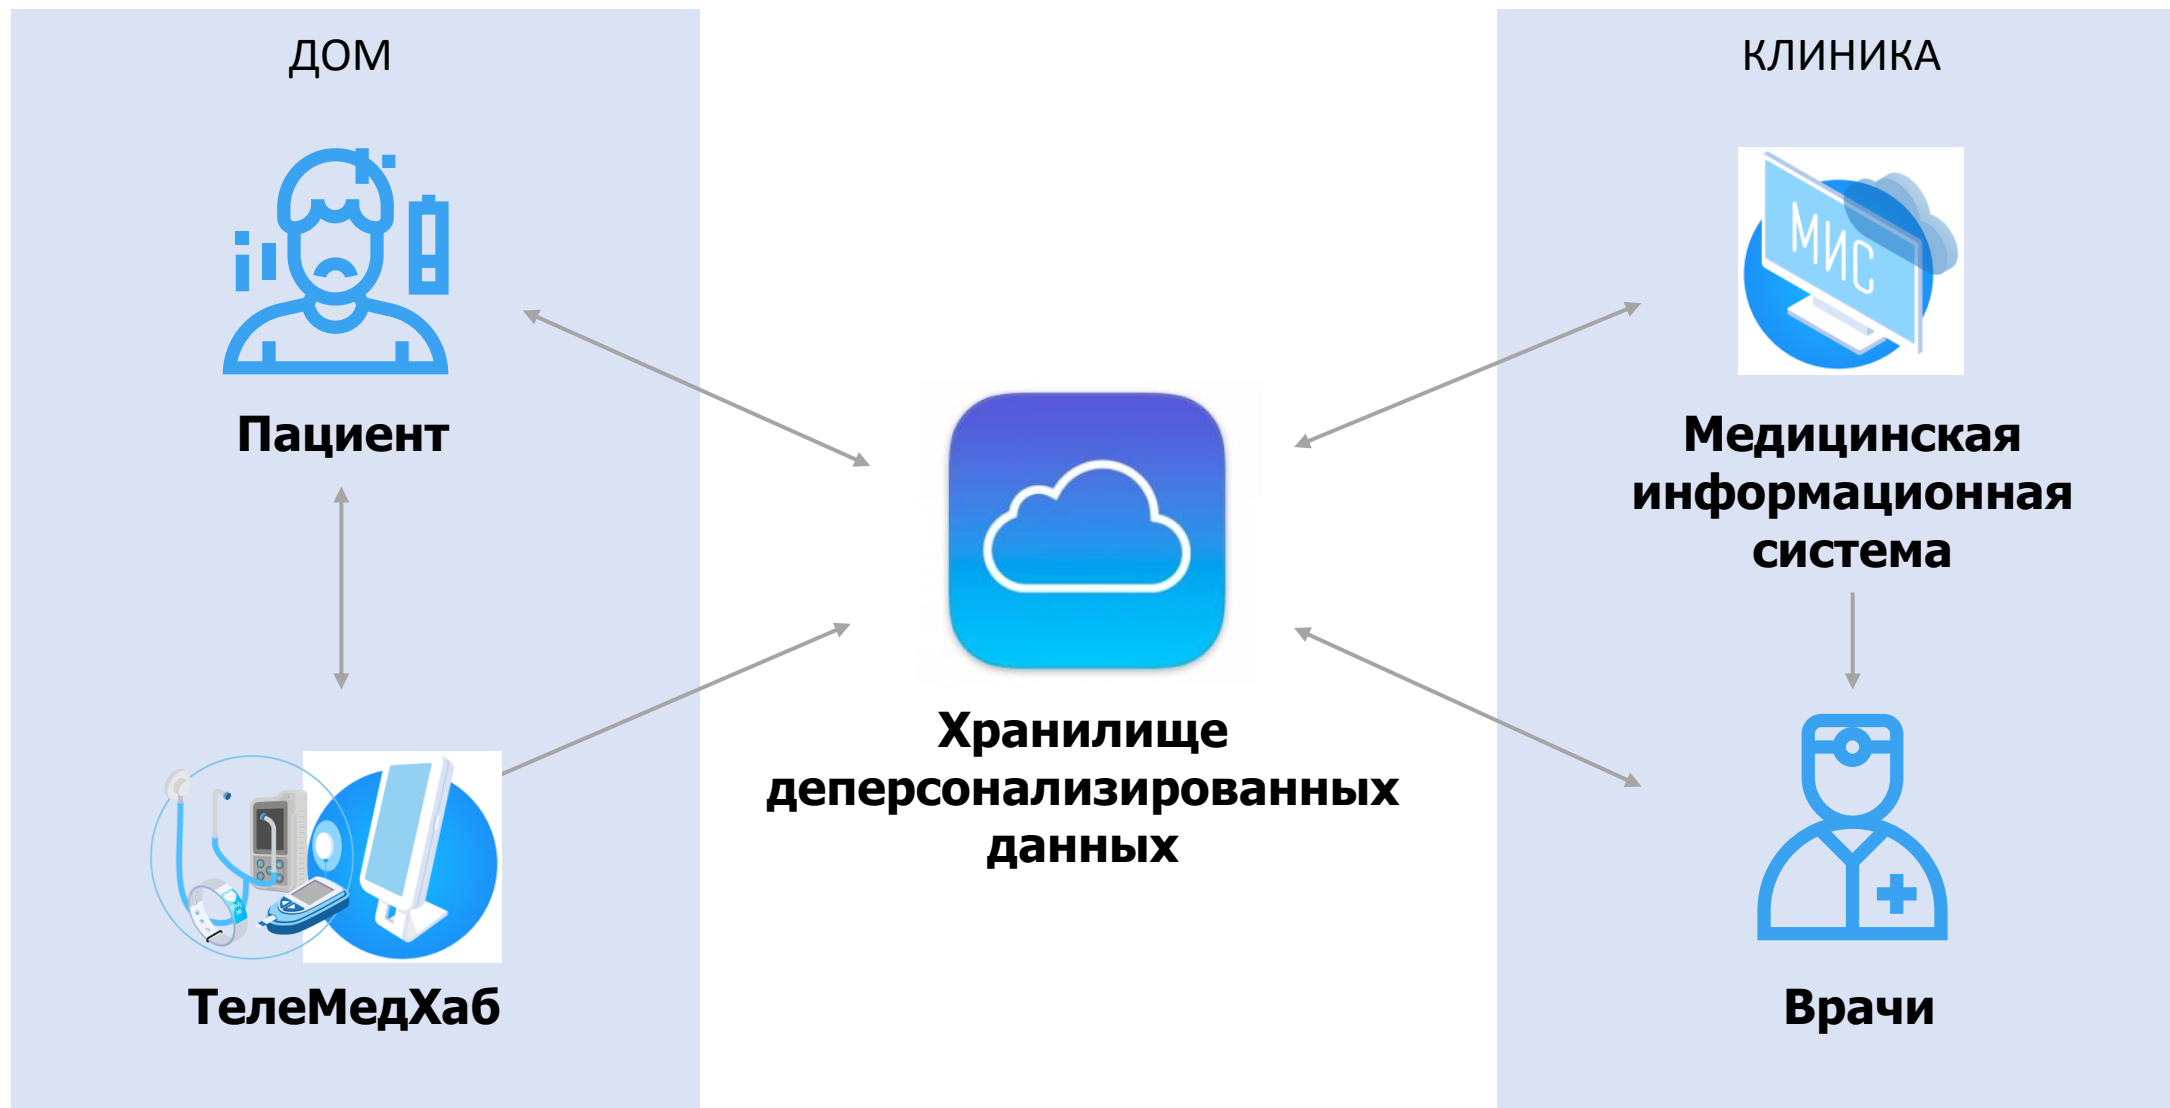 ДОМ
КЛИНИКА
МИС
Пациент
Медицинская
информационная
система
Хранилище
деперсонализированных
данных
ТелеМедХаб
Врачи